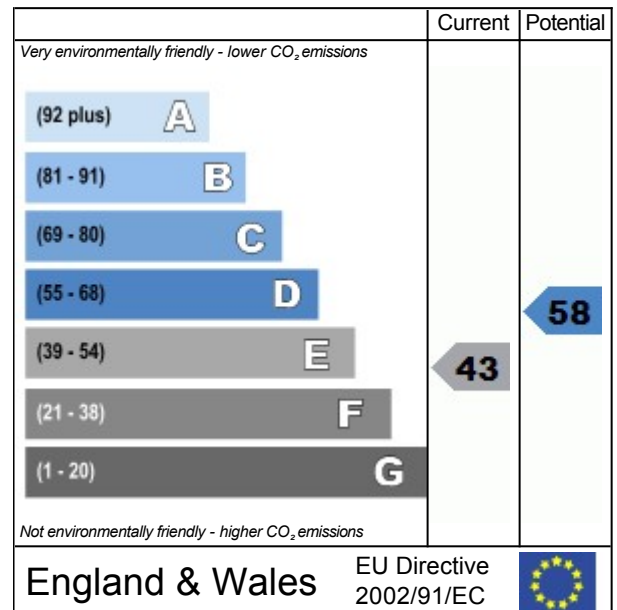 Current Potential
Very environmentally friendly - lower CO₂ emissions
(92 plus) A
(81 - 91) B
(69 - 80) C
(55 - 68) D
58
(39 - 54) E
43
(21 - 38) F
(1 - 20) G
Not environmentally friendly - higher CO₂ emissions
England & Wales
EU Directive
2002/91/EC